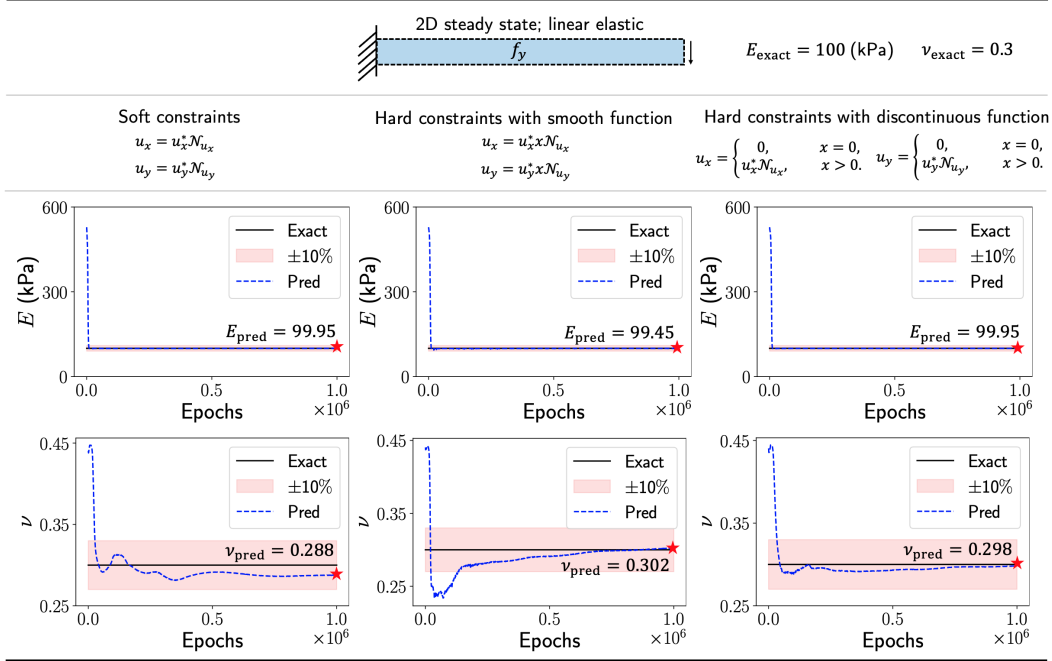 2D steady state; linear elastic
f_y
E_exact = 100 (kPa)   ν_exact = 0.3
Soft constraints
u_x = u_x^* 𝒩_{u_x}
u_y = u_y^* 𝒩_{u_y}
Hard constraints with smooth function
u_x = u_x^* x 𝒩_{u_x}
u_y = u_y^* x 𝒩_{u_y}
Hard constraints with discontinuous function
u_x = { 0, x = 0,
u_x^* 𝒩_{u_x}, x > 0.
u_y = { 0, x = 0,
u_y^* 𝒩_{u_y}, x > 0.
600
300
0
E (kPa)
Exact
±10%
Pred
E_pred = 99.95
0.0 0.5 1.0
Epochs
×10^6
600
300
0
E (kPa)
Exact
±10%
Pred
E_pred = 99.45
0.0 0.5 1.0
Epochs
×10^6
600
300
0
E (kPa)
Exact
±10%
Pred
E_pred = 99.95
0.0 0.5 1.0
Epochs
×10^6
0.45
0.35
0.25
ν
Exact
±10%
Pred
ν_pred = 0.288
0.0 0.5 1.0
Epochs
×10^6
0.45
0.35
0.25
ν
Exact
±10%
Pred
ν_pred = 0.302
0.0 0.5 1.0
Epochs
×10^6
0.45
0.35
0.25
ν
Exact
±10%
Pred
ν_pred = 0.298
0.0 0.5 1.0
Epochs
×10^6